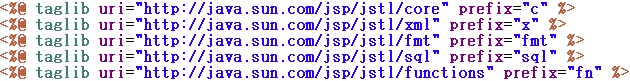 <%@ taglib uri="http://java.sun.com/jsp/jstl/core" prefix="c" %>
<%@ taglib uri="http://java.sun.com/jsp/jstl/xml" prefix="x" %>
<%@ taglib uri="http://java.sun.com/jsp/jstl/fmt" prefix="fmt" %>
<%@ taglib uri="http://java.sun.com/jsp/jstl/sql" prefix="sql" %>
<%@ taglib uri="http://java.sun.com/jsp/jstl/functions" prefix="fn" %>